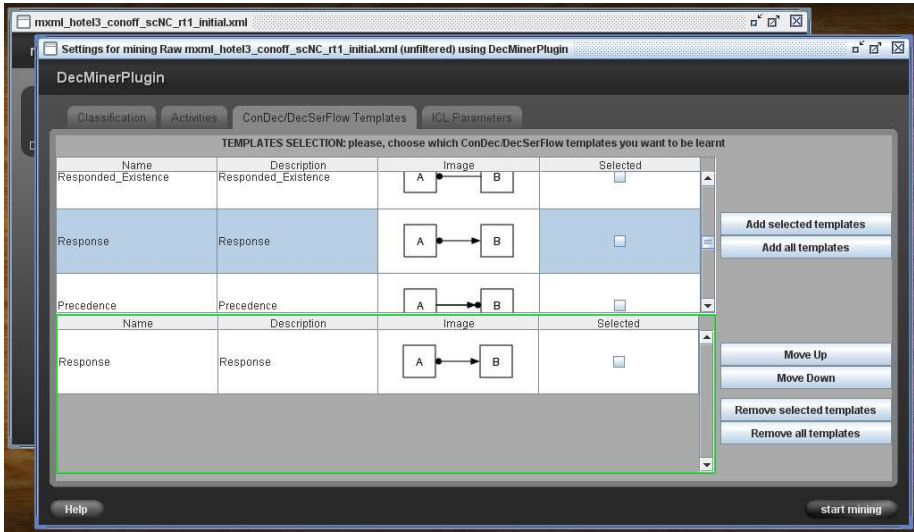 mxml_hotel3_conoff_scNC_rt1_initial.xml
Settings for mining Raw mxml_hotel3_conoff_scNC_rt1_initial.xml (unfiltered) using DecMinerPlugin
DecMinerPlugin
Classification Activities ConDec/DecSerFlow Templates ICL Parameters
TEMPLATES SELECTION: please, choose which ConDec/DecSerFlow templates you want to be learnt
Name Description Image Selected
Responded_Existence Responded_Existence A B
Add selected templates
Response Response A B
Add all templates
Precedence Precedence A B
Name Description Image Selected
Response Response A B
Move Up
Move Down
Remove selected templates
Remove all templates
Help start mining